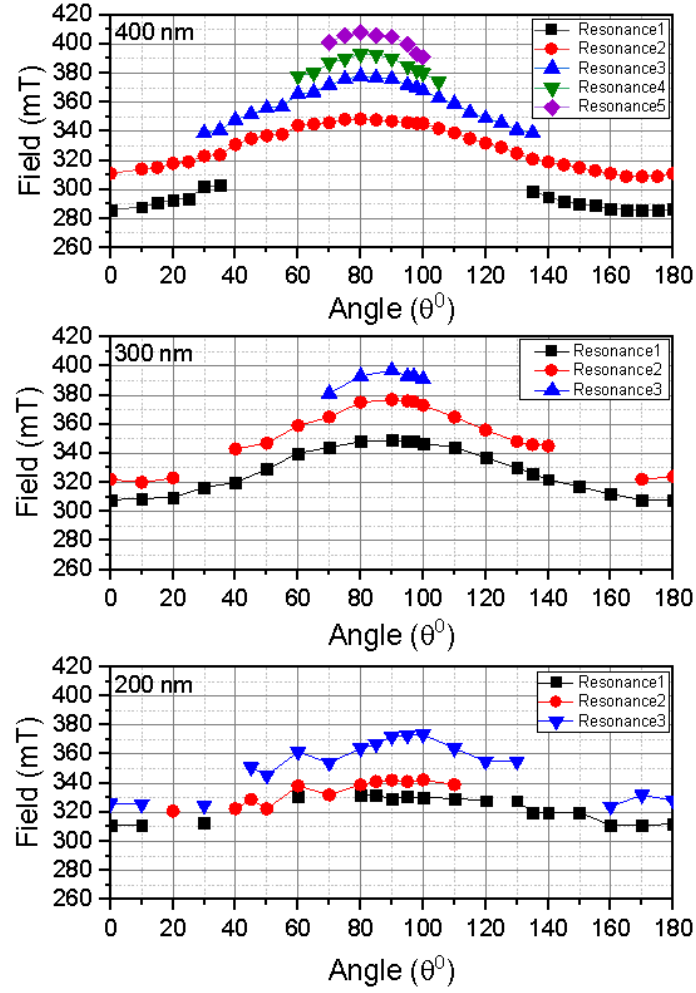 400 nm
Resonance1
Resonance2
Resonance3
Resonance4
Resonance5
420
400
380
360
340
320
300
280
260
Field (mT)
0 20 40 60 80 100 120 140 160 180
Angle (θ⁰)
300 nm
Resonance1
Resonance2
Resonance3
420
400
380
360
340
320
300
280
260
Field (mT)
0 20 40 60 80 100 120 140 160 180
Angle (θ⁰)
200 nm
Resonance1
Resonance2
Resonance3
420
400
380
360
340
320
300
280
260
Field (mT)
0 20 40 60 80 100 120 140 160 180
Angle (θ⁰)